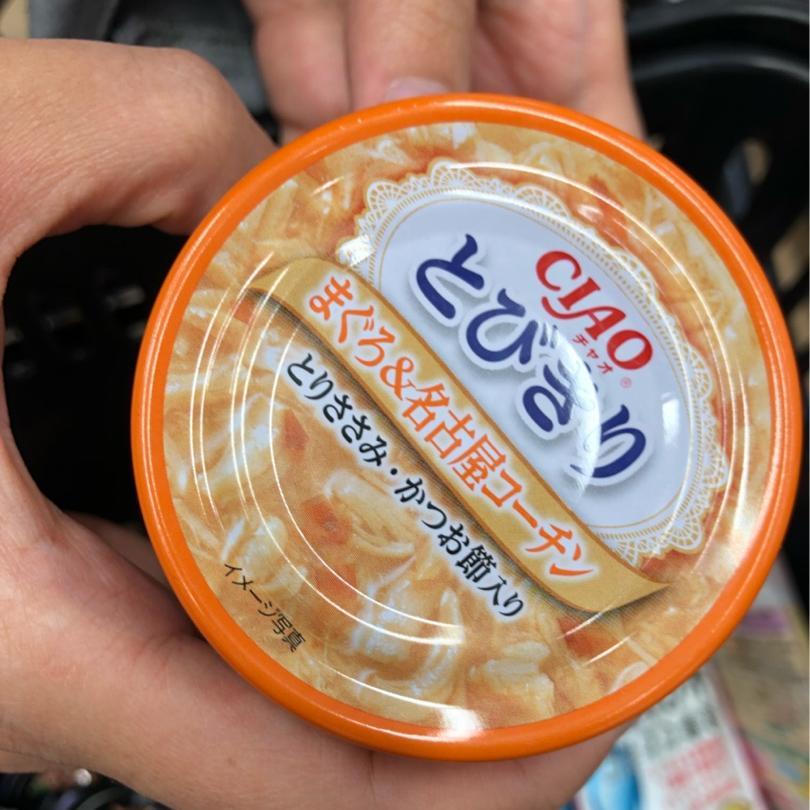 CIAO
チャオ®
とびきり
まぐろ&名古屋コーチン
とりささみ・かつお節入り
イメージ写真